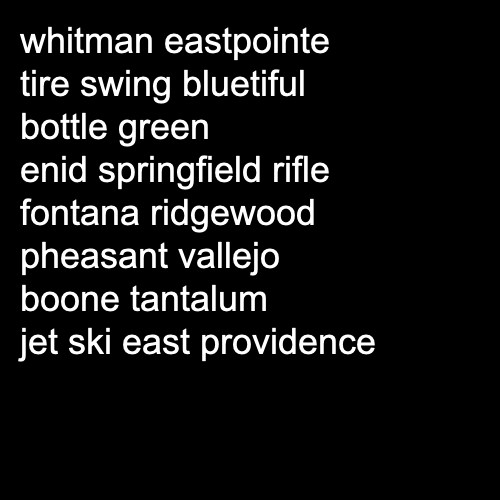 whitman eastpointe
tire swing bluetiful
bottle green
enid springfield rifle
fontana ridgewood
pheasant vallejo
boone tantalum
jet ski east providence